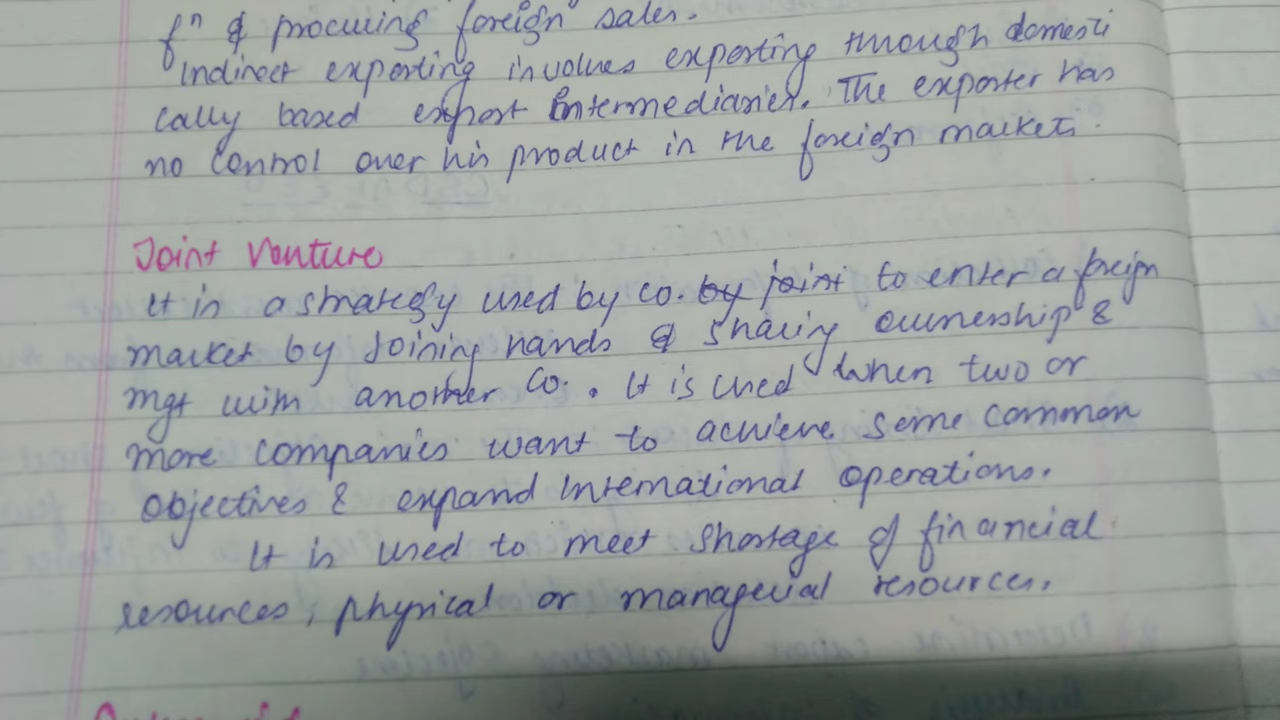 fn & procuring foreign sales.
Indirect exporting involves exporting through domesti
cally based export intermediaries. The exporter has
no control over his product in the foreign market.
Joint Venture
It is a strategy used by co. by joint to enter a foreign
market by Joining hands & sharing ownership &
mgt with another Co. . It is used when two or
more companies want to achieve some common
objectives & expand International operations.
It is used to meet shortage of financial
resources, physical or managerial resources.